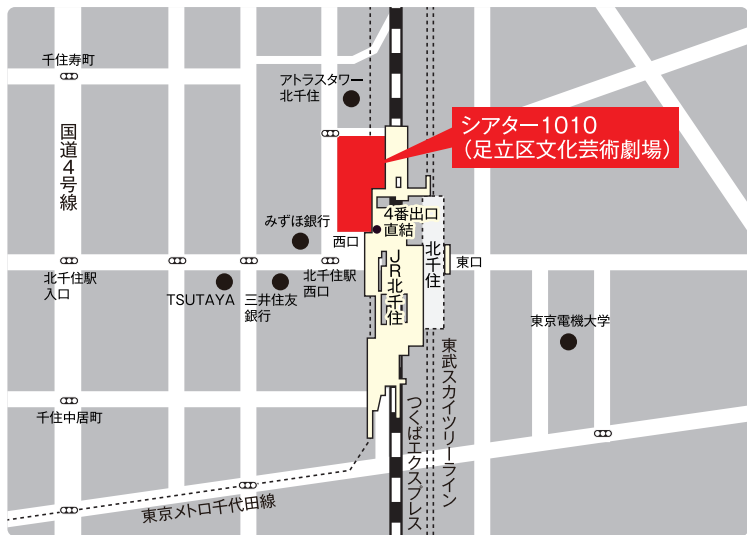 千住寿町
アトラスタワー
北千住
シアター1010
（足立区文化芸術劇場）
国道4号線
みずほ銀行
4番出口
直結
西口
北千住
東口
北千住駅
入口
TSUTAYA
三井住友
銀行
北千住駅
西口
JR北千住
東京電機大学
東武スカイツリーライン
つくばエクスプレス
千住中居町
東京メトロ千代田線